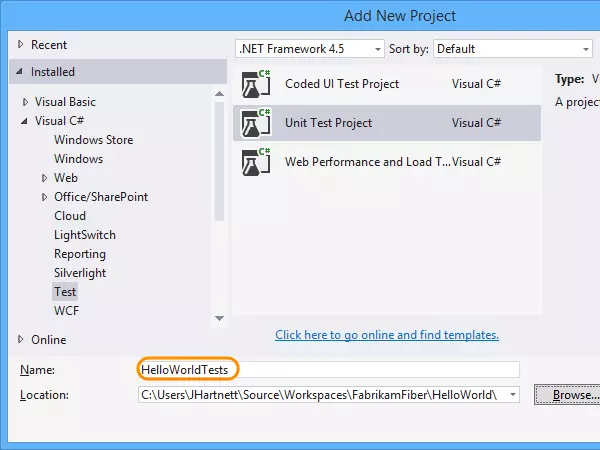 Add New Project
Recent
Installed
Visual Basic
Visual C#
Windows Store
Windows
Web
Office/SharePoint
Cloud
LightSwitch
Reporting
Silverlight
Test
WCF
Online
.NET Framework 4.5 Sort by: Default
C# Coded UI Test Project Visual C#
C# Unit Test Project Visual C#
C# Web Performance and Load T... Visual C#
Click here to go online and find templates.
Type: V
A projec
Name: HelloWorldTests
Location: C:\Users\JHartnett\Source\Workspaces\FabrikamFiber\HelloWorld\
Browse...